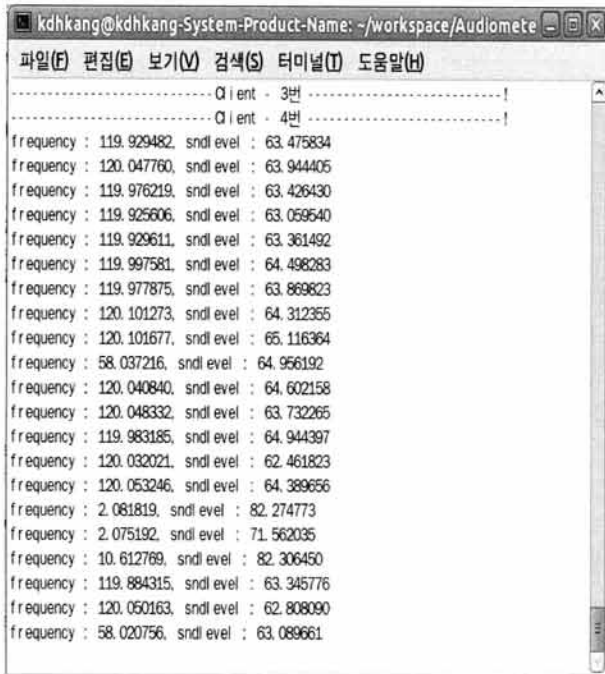 kdhkang@kdhkang-System-Product-Name: ~/workspace/Audiomete
파일(F) 편집(E) 보기(V) 검색(S) 터미널(T) 도움말(H)
--------------------------Client - 3번 -------------------------!
--------------------------Client - 4번 -------------------------!
frequency : 119.929482, sndlevel : 63.475834
frequency : 120.047760, sndlevel : 63.944405
frequency : 119.976219, sndlevel : 63.426430
frequency : 119.925606, sndlevel : 63.059540
frequency : 119.929611, sndlevel : 63.361492
frequency : 119.997581, sndlevel : 64.498283
frequency : 119.977875, sndlevel : 63.869823
frequency : 120.101273, sndlevel : 64.312355
frequency : 120.101677, sndlevel : 65.116364
frequency : 58.037216, sndlevel : 64.956192
frequency : 120.040840, sndlevel : 64.602158
frequency : 120.048332, sndlevel : 63.732265
frequency : 119.983185, sndlevel : 64.944397
frequency : 120.032021, sndlevel : 62.461823
frequency : 120.053246, sndlevel : 64.389656
frequency : 2.081819, sndlevel : 82.274773
frequency : 2.075192, sndlevel : 71.562035
frequency : 10.612769, sndlevel : 82.306450
frequency : 119.884315, sndlevel : 63.345776
frequency : 120.050163, sndlevel : 62.808090
frequency : 58.020756, sndlevel : 63.089661